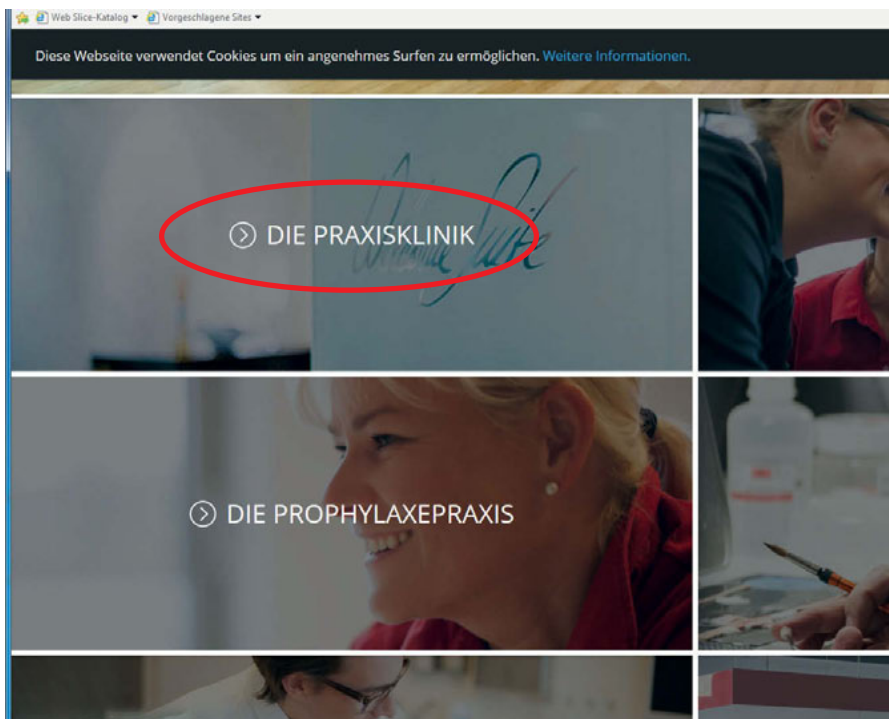 Web Slice-Katalog Vorgeschlagene Sites
Diese Webseite verwendet Cookies um ein angenehmes Surfen zu ermöglichen. Weitere Informationen.
DIE PRAXISKLINIK
DIE PROPHYLAXEPRAXIS